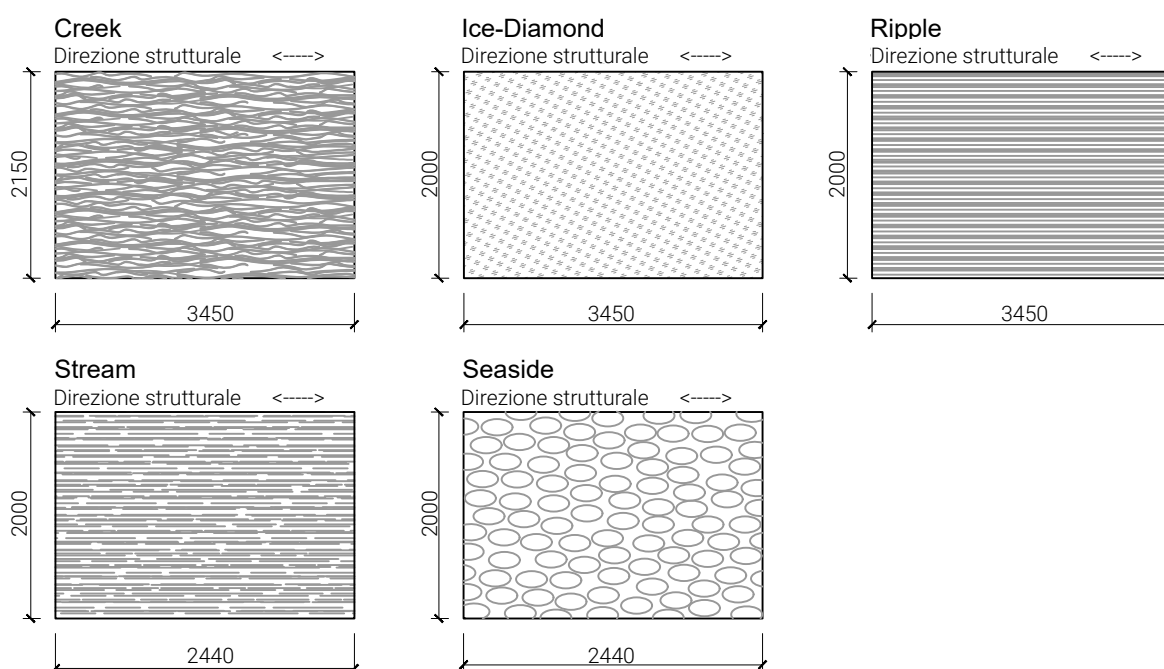 Creek
Direzione strutturale <----->
2150
3450
Ice-Diamond
Direzione strutturale <----->
2000
3450
Ripple
Direzione strutturale <----->
2000
3450
Stream
Direzione strutturale <----->
2000
2440
Seaside
Direzione strutturale <----->
2000
2440